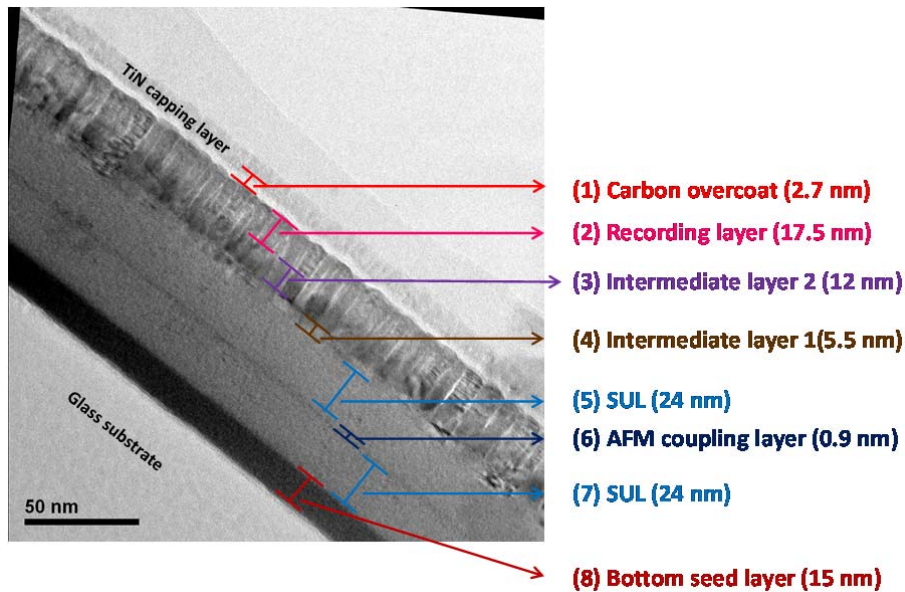 TiN capping layer
(1) Carbon overcoat (2.7 nm)
(2) Recording layer (17.5 nm)
(3) Intermediate layer 2 (12 nm)
(4) Intermediate layer 1(5.5 nm)
(5) SUL (24 nm)
(6) AFM coupling layer (0.9 nm)
(7) SUL (24 nm)
(8) Bottom seed layer (15 nm)
Glass substrate
50 nm